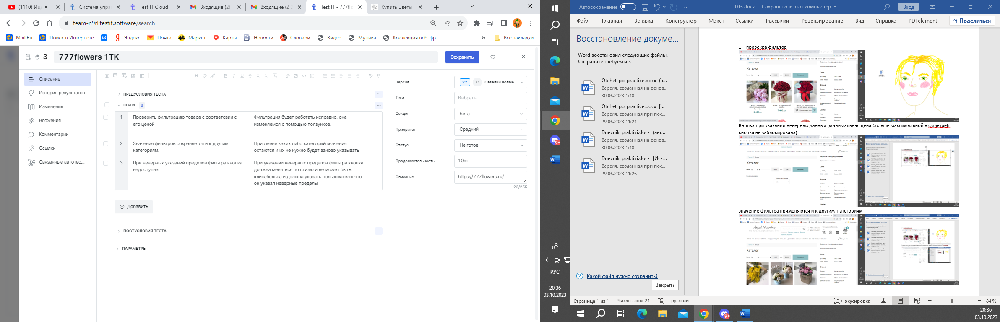 (1110) Ищ
Система упра
Test IT Cloud
Входящие (2)
Входящие (2 2
Test IT - 777flo
Купить цветы
team-n9rl.testit.software/search
Mail.Ru
Поиск в Интернете
Яндекс
Почта
Маркет
Карты
Новости
Словари
Видео
Музыка
Коллекция веб-фр...
»
Все закладки
3
777flowers 1ТК
Сохранить
Описание
История результатов
Изменения
Вложения
Комментарии
Ссылки
Связанные автотес...
ПРЕДУСЛОВИЯ ТЕСТА
ШАГИ 3
1
Проверить фильтрацию товара с соответсвии с
его ценой
Фильтрация будет работать исправно, она
изменяемся с помощью ползунков.
2
Значения фильтров сохраняется и к другим
категориям.
При смене каких либо категорий значения
остаются и их не нужно будет заново указывать
3
При неверных указаний пределов фильтра кнопка
недоступна
При указании неверных пределов фильтра кнопка
должна меняться по стилю и не может быть
кликабельна и должна указать пользователю что
он указал неверные пределы
Добавить
ПОСТУСЛОВИЯ ТЕСТА
ПАРАМЕТРЫ
Версия
v2 С Савелий Волме...
Теги
Выбрать
Секция
Бета
Приоритет
Средний
Статус
Не готов
Продолжительность
10m
Описание
https://777flowers.ru/
22/255
РУС
20:36
03.10.2023
Автосохранение
1ДЗ.docx - Сохранено в: этот компьютер
Вход
Файл
Главная
Вставка
Конструктор
Макет
Ссылки
Рассылки
Рецензирование
Вид
Справка
PDFelement
Поделиться
Восстановление докуме...
Word восстановил следующие файлы.
Сохраните требуемые.
Otchet_po_practice.docx (а...
Версия, созданная на основ...
30.06.2023 1:48
Otchet_po_practice.docx [...
Версия, созданная при пос...
29.06.2023 11:24
Dnevnik_praktiki.docx (авт...
Версия, созданная на основ...
30.06.2023 1:48
Dnevnik_praktiki.docx [Исх...
Версия, созданная при пос...
29.06.2023 11:26
Какой файл нужно сохранить?
Закрыть
1 – провекра фильтов
Каталог
Кнопка при указании неверных данных (минимальная цена больше максимальной в фильтреБ
кнопка не заблокирована)
Каталог
значение фильтра применяются и к другим категориям
Angel Number
Каталог
Страница 1 из 1
Число слов: 24
русский
Фокусировка
84 %
9+
20:36
03.10.2023